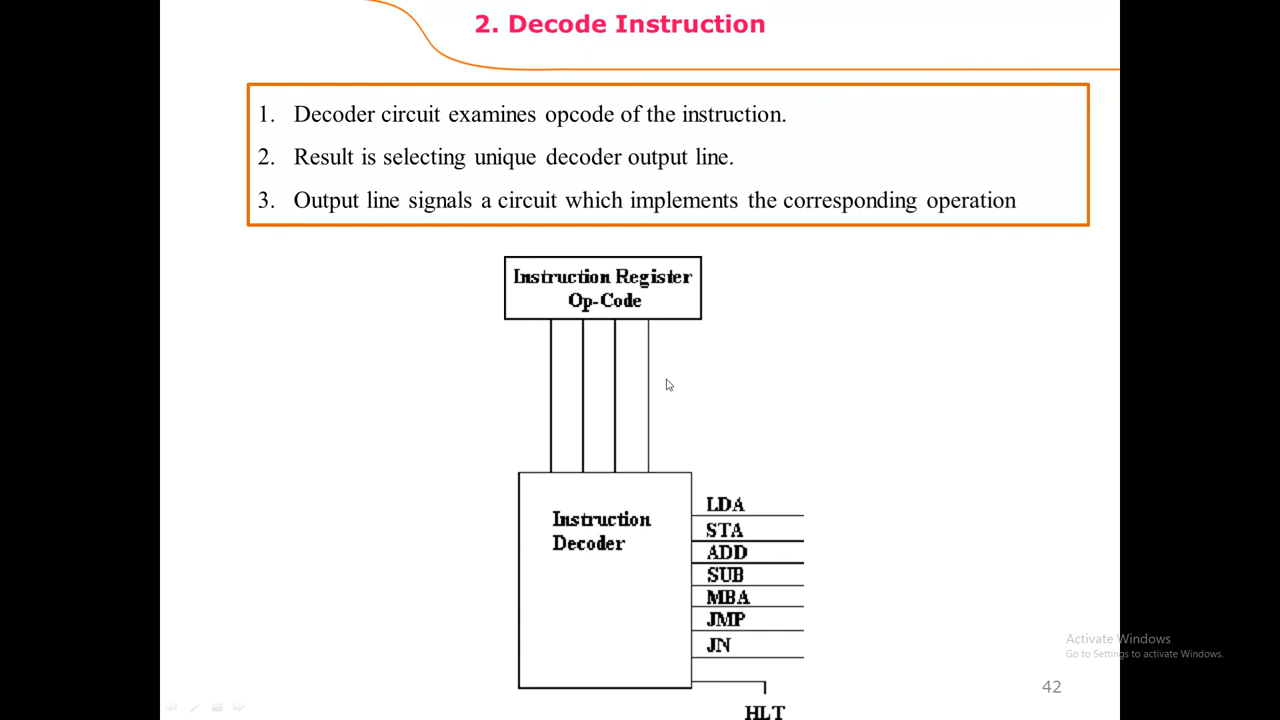 2. Decode Instruction
1. Decoder circuit examines opcode of the instruction.
2. Result is selecting unique decoder output line.
3. Output line signals a circuit which implements the corresponding operation
Instruction Register
Op-Code
Instruction
Decoder
LDA
STA
ADD
SUB
MBA
JMP
JN
HLT
Activate Windows
Go to Settings to activate Windows.
42